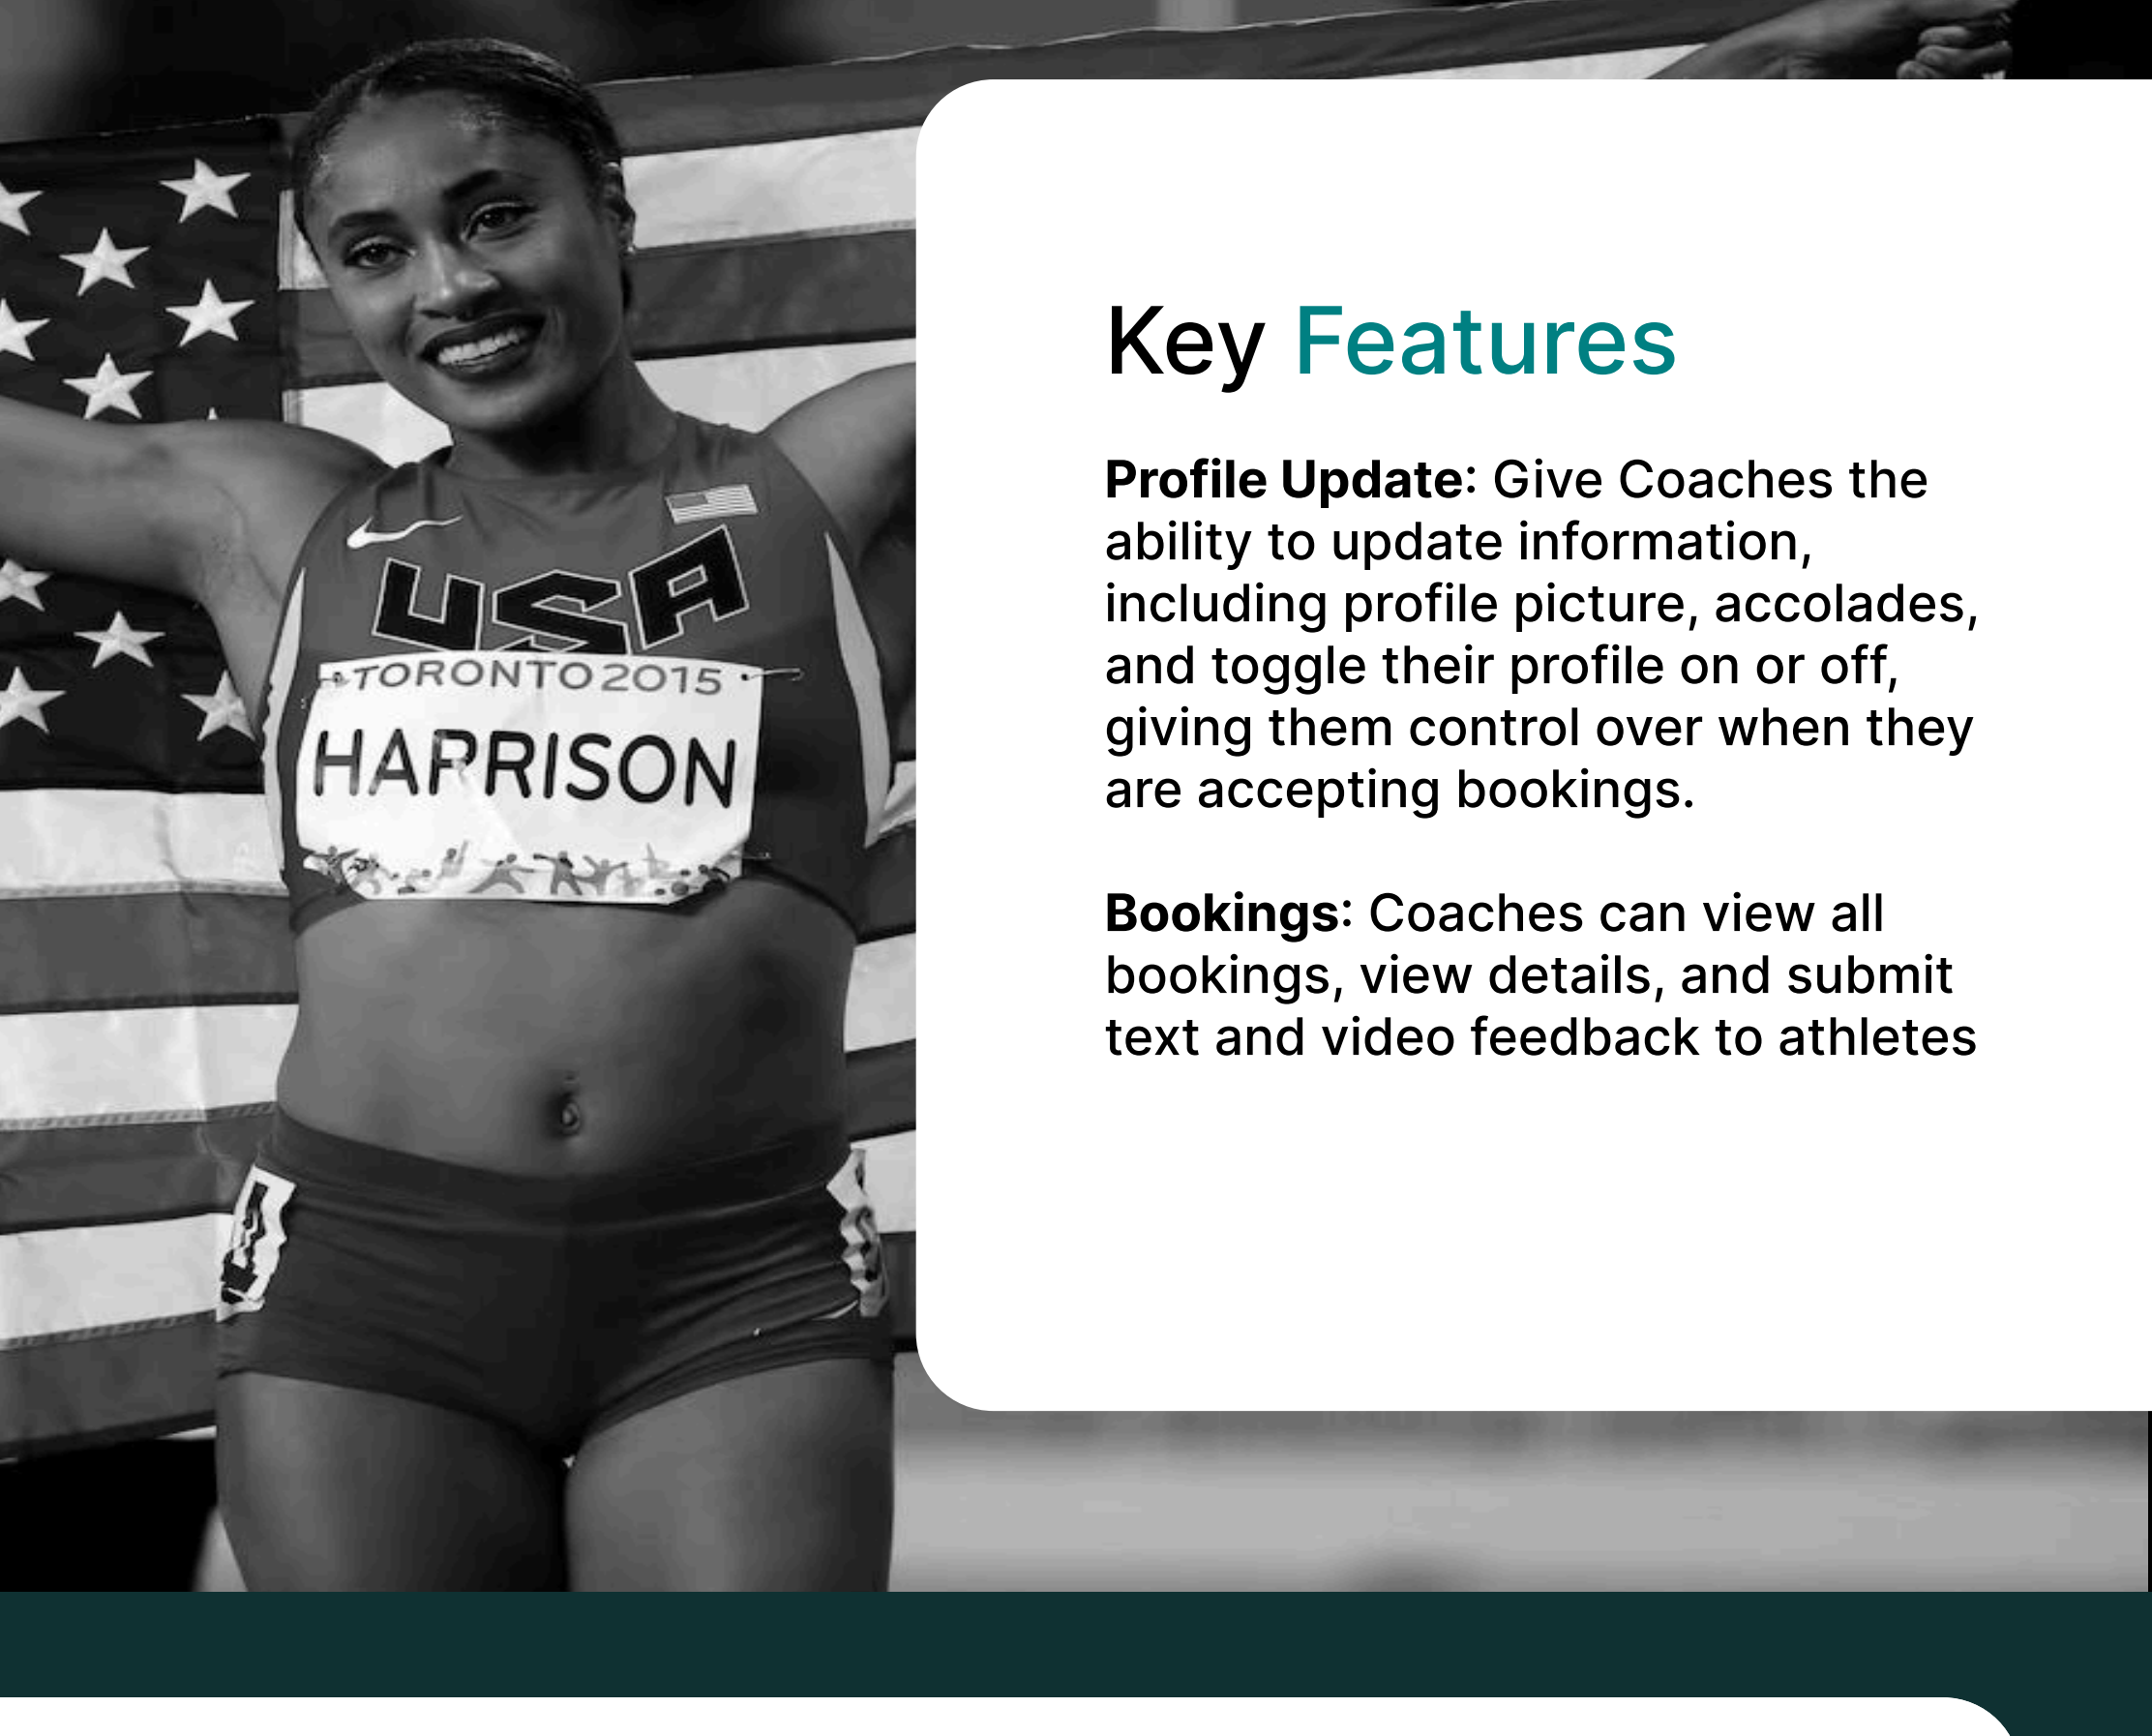 USA
TORONTO2015
HARRISON
Key Features
Profile Update: Give Coaches the
ability to update information,
including profile picture, accolades,
and toggle their profile on or off,
giving them control over when they
are accepting bookings.
Bookings: Coaches can view all
bookings, view details, and submit
text and video feedback to athletes